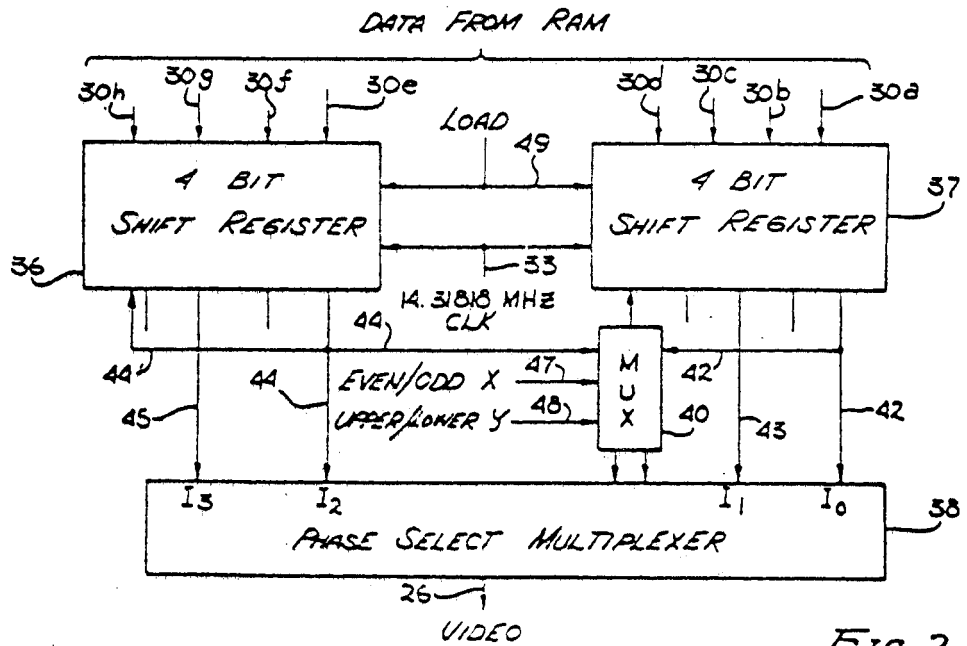 DATA FROM RAM
30h 30g 30f 30e 30d 30c 30b 30a
LOAD
49
4 BIT
SHIFT REGISTER
4 BIT
SHIFT REGISTER
37
36
33
14.31818 MHZ
CLK
44
44'
44
45
EVEN/ODD X
47
UPPER/LOWER Y
48
MUX
40
42
43
42
I3 I2 I1 I0
PHASE SELECT MULTIPLEXER
38
26
VIDEO